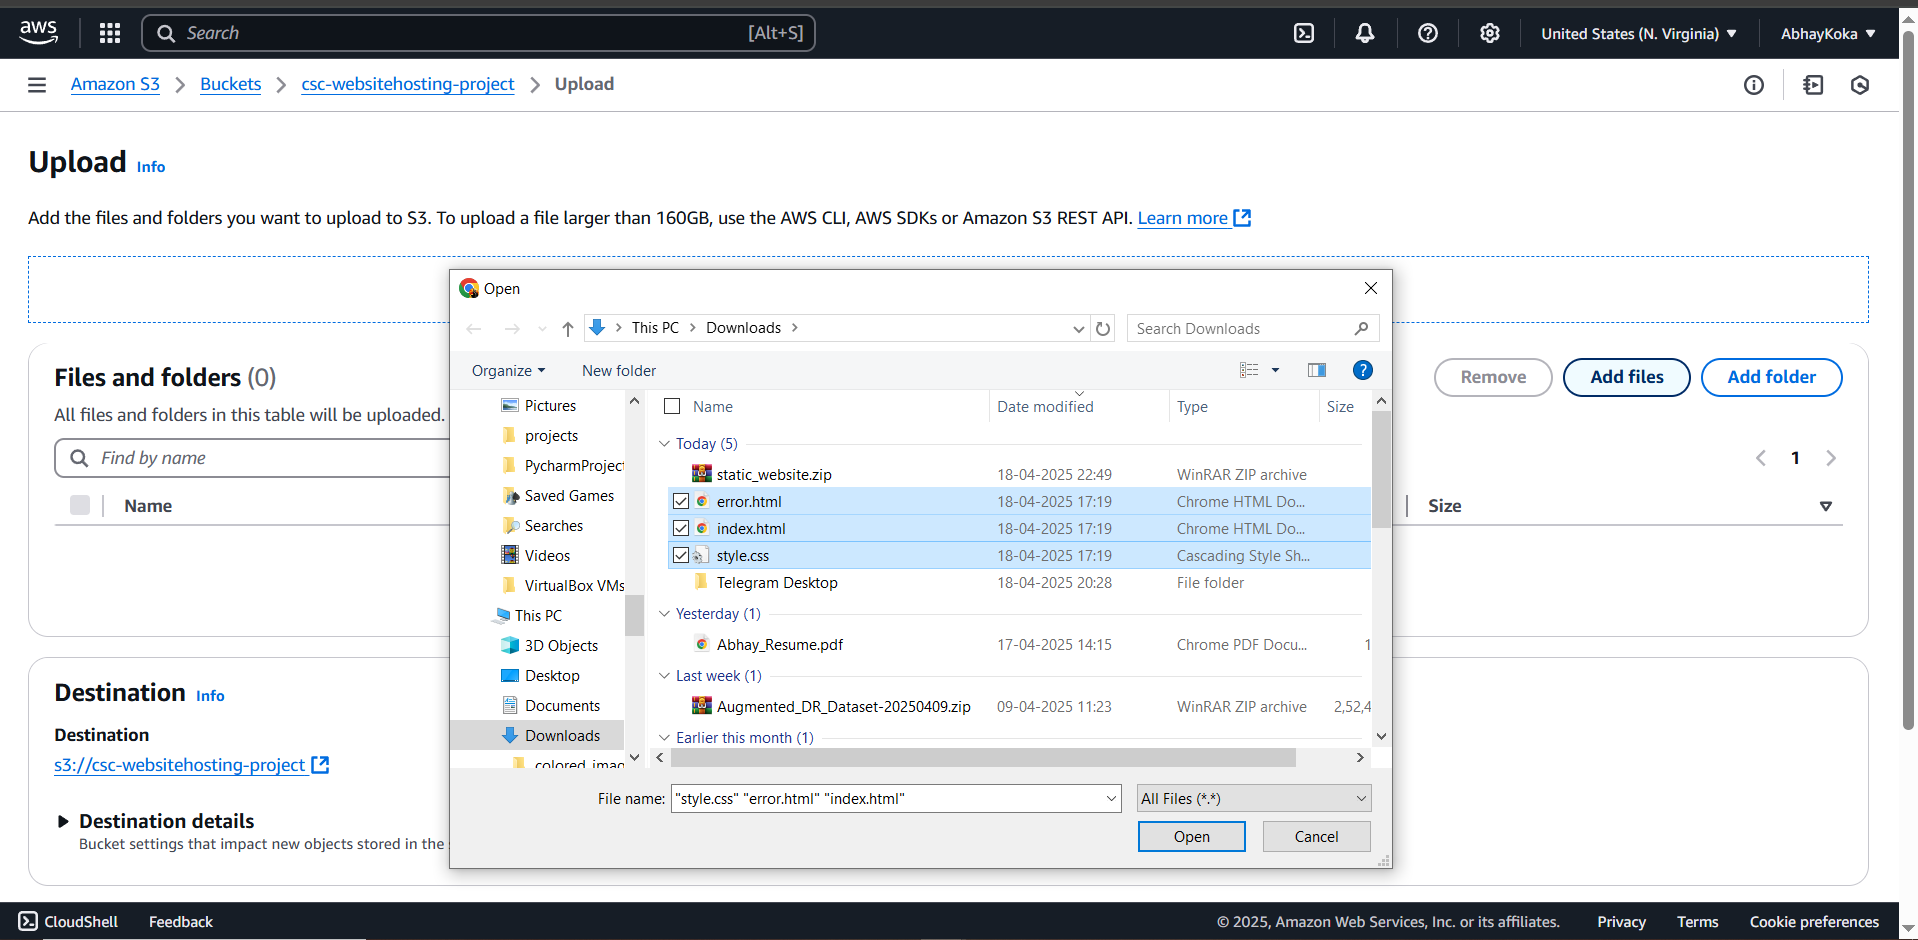 aws
Search [Alt+S]
United States (N. Virginia) ▼
AbhayKoka ▼
Amazon S3 > Buckets > csc-websitehosting-project > Upload
Upload Info
Add the files and folders you want to upload to S3. To upload a file larger than 160GB, use the AWS CLI, AWS SDKs or Amazon S3 REST API. Learn more
Files and folders (0)
All files and folders in this table will be uploaded.
Remove
Add files
Add folder
Find by name
1
Name
Size
Destination Info
Destination
s3://csc-websitehosting-project
Destination details
Bucket settings that impact new objects stored in the
Open
This PC > Downloads >
Search Downloads
Organize
New folder
Pictures
projects
PycharmProjec
Saved Games
Searches
Videos
VirtualBox VMs
This PC
3D Objects
Desktop
Documents
Downloads
colored_imag
Name Date modified Type Size
Today (5)
static_website.zip 18-04-2025 22:49 WinRAR ZIP archive
error.html 18-04-2025 17:19 Chrome HTML Do...
index.html 18-04-2025 17:19 Chrome HTML Do...
style.css 18-04-2025 17:19 Cascading Style Sh...
Telegram Desktop 18-04-2025 20:28 File folder
Yesterday (1)
Abhay_Resume.pdf 17-04-2025 14:15 Chrome PDF Docu... 1
Last week (1)
Augmented_DR_Dataset-20250409.zip 09-04-2025 11:23 WinRAR ZIP archive 2,52,4
Earlier this month (1)
File name: "style.css" "error.html" "index.html"
All Files (*.*)
Open
Cancel
CloudShell
Feedback
© 2025, Amazon Web Services, Inc. or its affiliates.
Privacy
Terms
Cookie preferences